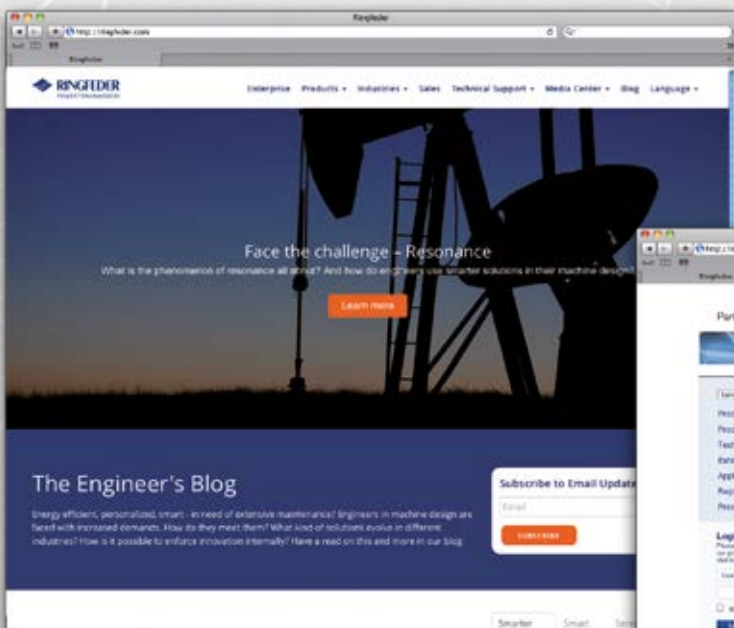 Ringfeder
Ringfeder
RINGFEDER
POWER TRANSMISSION
Enterprise Products Industries Sales Technical Support Media Center Blog Language
Face the challenge – Resonance
What is the phenomenon of resonance all about? And how do engineers use smarter solutions in their machine design?
Learn more
The Engineer's Blog
Energy efficient, personalized, smart - in need of extensive maintenance? Engineers in machine design are
faced with increased demands. How do they meet them? What kind of solutions evolve in different
industries? How is it possible to enforce innovation internally? Have a read on this and more in our blog
Subscribe to Email Update
Email
SUBSCRIBE
Smarter Smart
Ringfeder